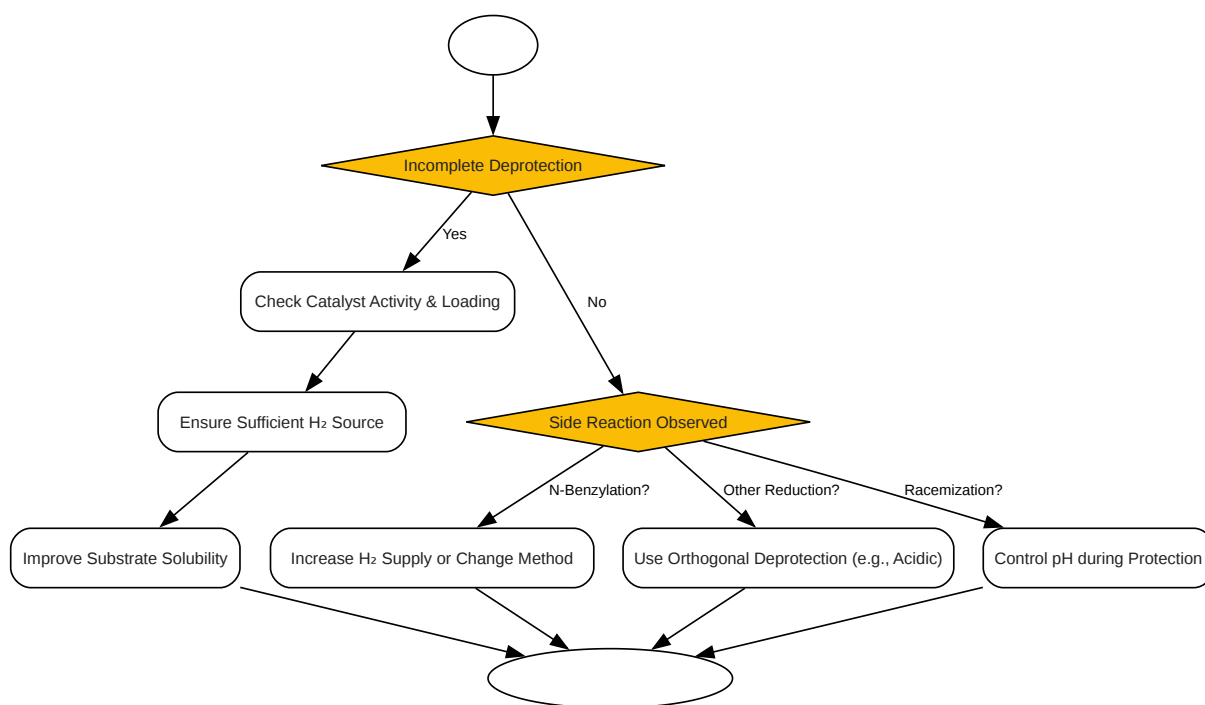 Incomplete Deprotection
Yes
Check Catalyst Activity & Loading
No
Ensure Sufficient H₂ Source
Side Reaction Observed
N-Benzylation?
Other Reduction?
Racemization?
Improve Substrate Solubility
Increase H₂ Supply or Change Method
Use Orthogonal Deprotection (e.g., Acidic)
Control pH during Protection